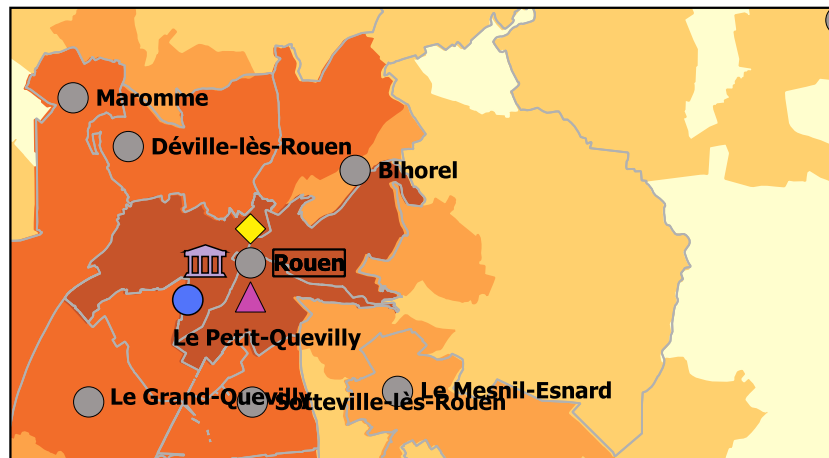 Maromme
Déville-lès-Rouen
Bihorel
Rouen
Le Petit-Quevilly
Le Grand-Quevilly
Le Mesnil-Esnard
Sotteville-lès-Rouen